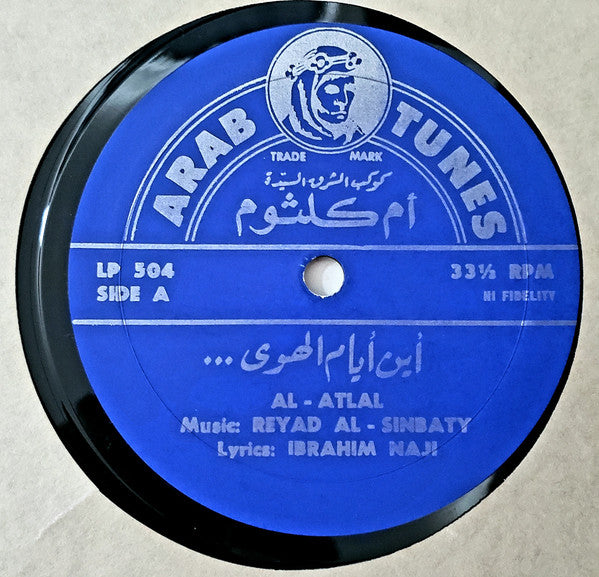 ARAB TUNES
TRADE MARK
كوكب الشرق السيدة
أم كلثوم
LP 504
33⅓ RPM
SIDE A
HI FIDELITY
أين أيام الهوى ...
AL - ATLAL
Music: REYAD AL - SINBATY
Lyrics: IBRAHIM NAJI